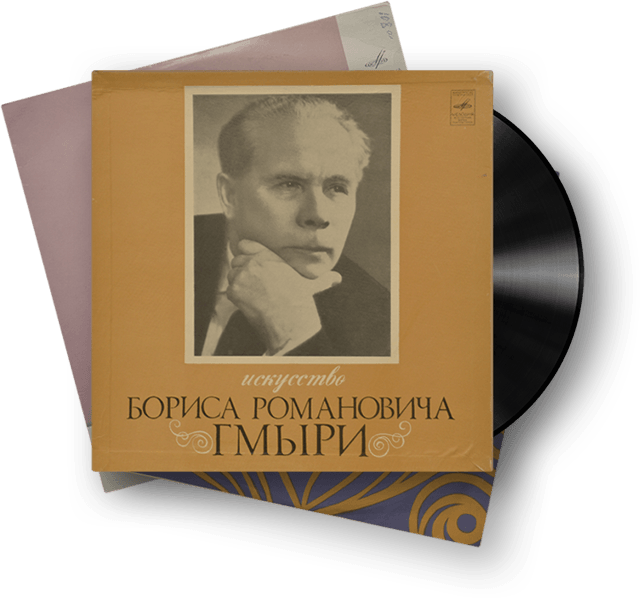 искусство
БОРИСА РОМАНОВИЧА
ГМЫРИ